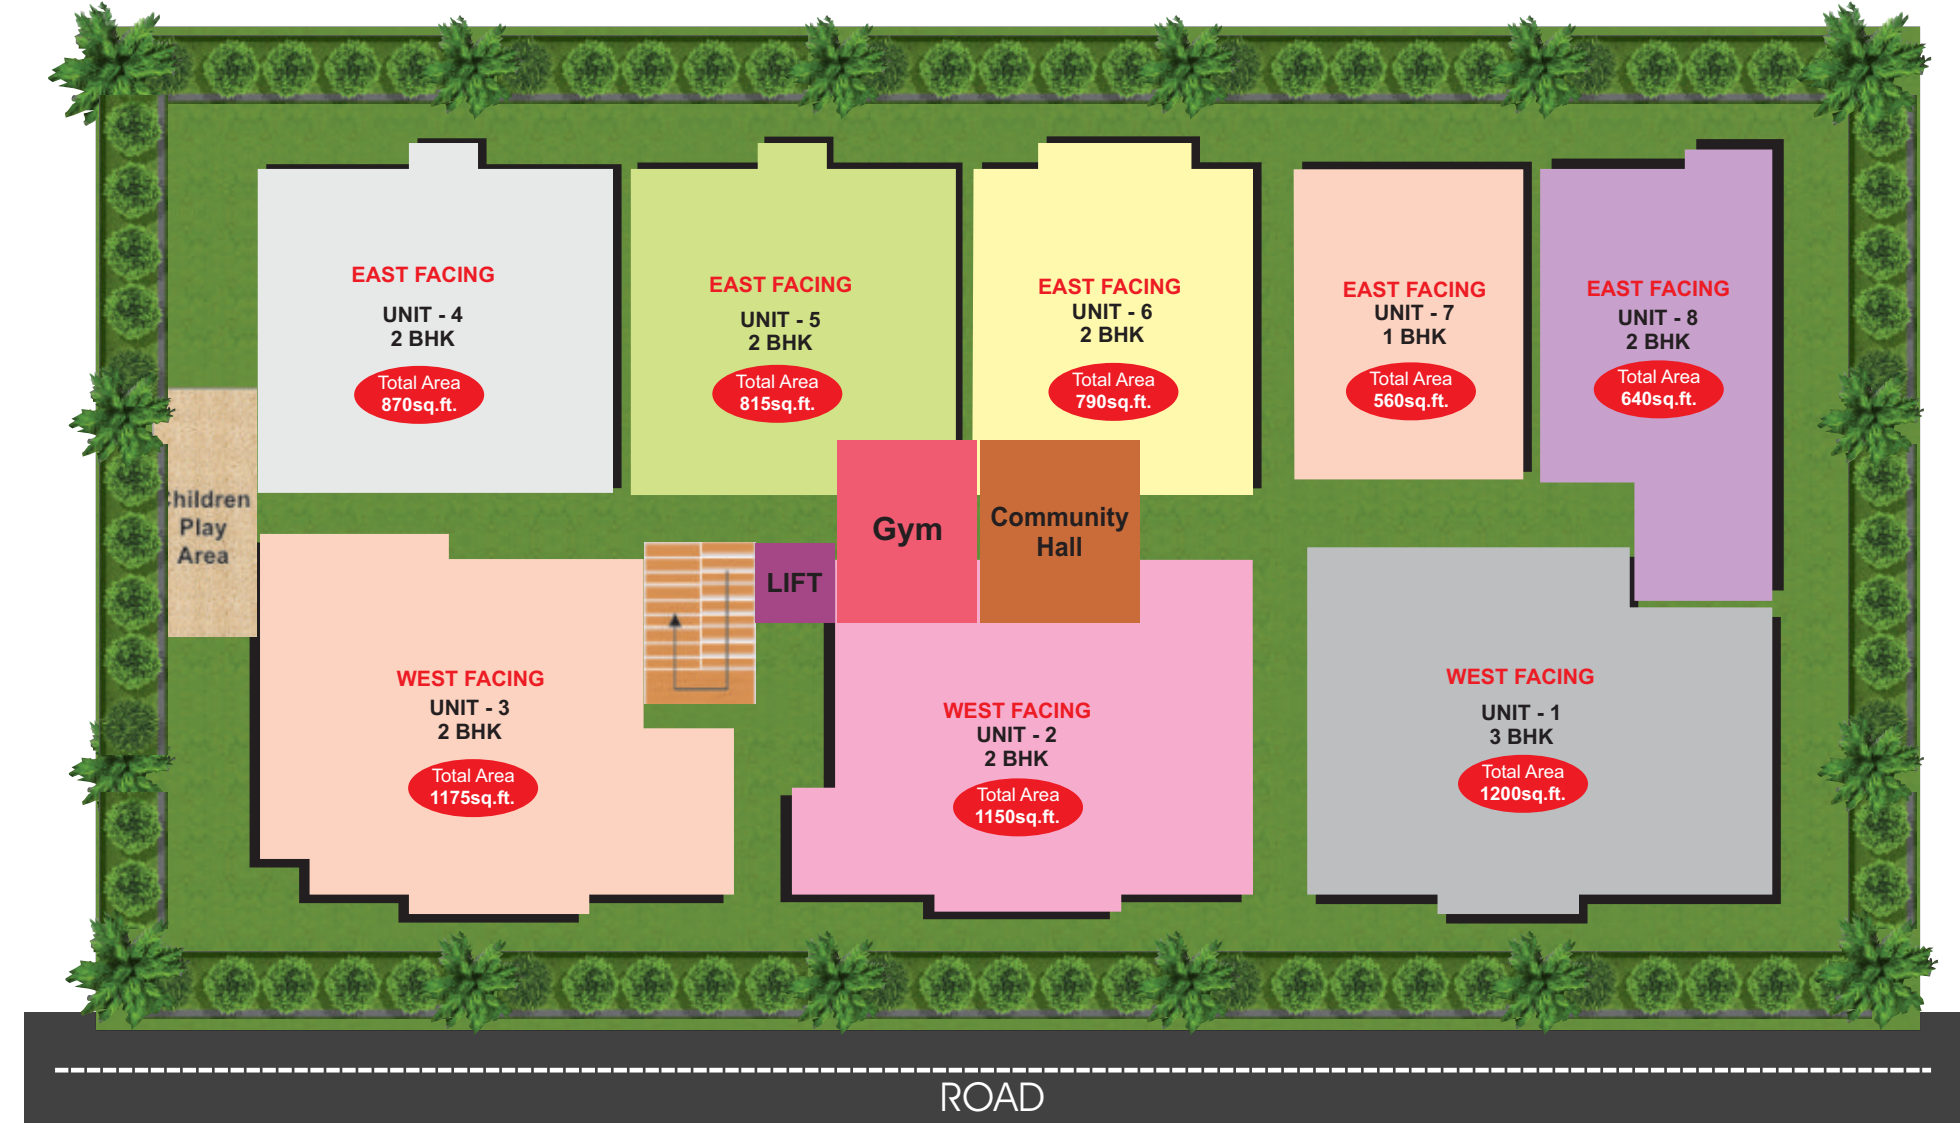 EAST FACING
UNIT - 4
2 BHK
Total Area
870sq.ft.
EAST FACING
UNIT - 5
2 BHK
Total Area
815sq.ft.
EAST FACING
UNIT - 6
2 BHK
Total Area
790sq.ft.
EAST FACING
UNIT - 7
1 BHK
Total Area
560sq.ft.
EAST FACING
UNIT - 8
2 BHK
Total Area
640sq.ft.
Children
Play
Area
Gym
Community
Hall
LIFT
WEST FACING
UNIT - 3
2 BHK
Total Area
1175sq.ft.
WEST FACING
UNIT - 2
2 BHK
Total Area
1150sq.ft.
WEST FACING
UNIT - 1
3 BHK
Total Area
1200sq.ft.
ROAD